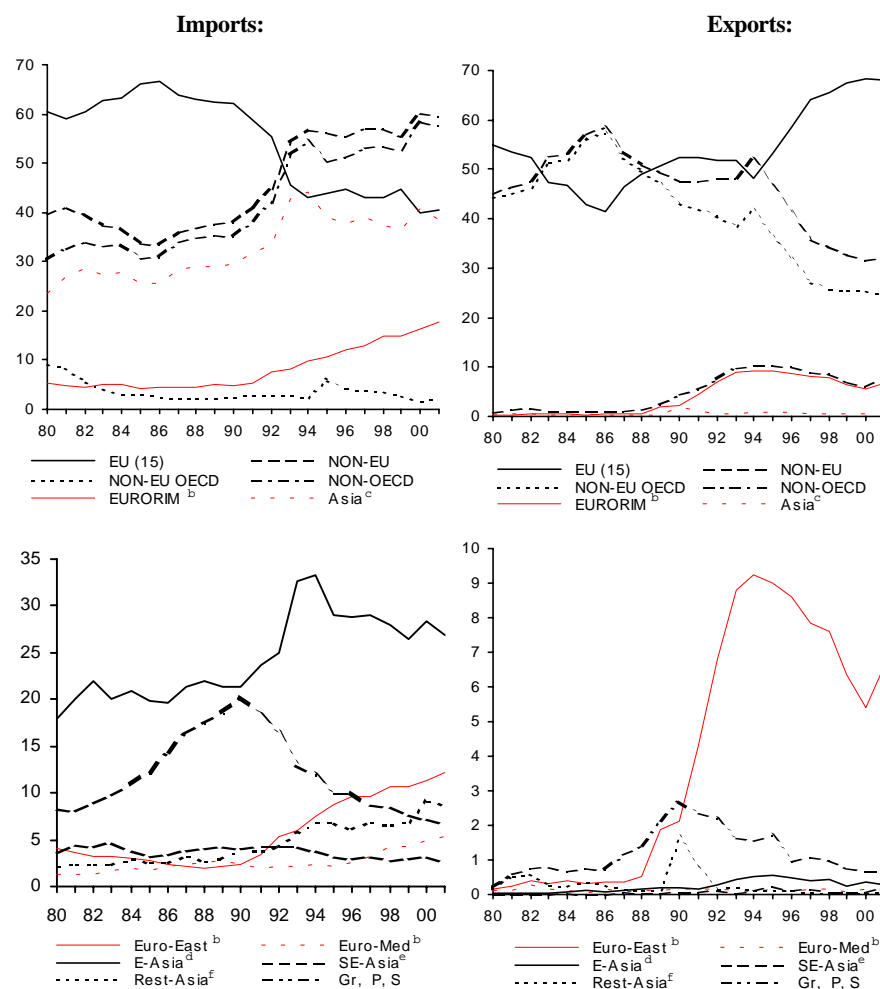 Imports:
Exports:
70
60
50
40
30
20
10
0
80 82 84 86 88 90 92 94 96 98 00
EU (15) NON-EU
NON-EU OECD NON-OECD
EURORIM b Asia c
70
60
50
40
30
20
10
0
80 82 84 86 88 90 92 94 96 98 00
EU (15) NON-EU
NON-EU OECD NON-OECD
EURORIM b Asia c
35
30
25
20
15
10
5
0
80 82 84 86 88 90 92 94 96 98 00
Euro-East b Euro-Med b
E-Asia d SE-Asia e
Rest-Asia f Gr, P, S
10
9
8
7
6
5
4
3
2
1
0
80 82 84 86 88 90 92 94 96 98 00
Euro-East b Euro-Med b
E-Asia d SE-Asia e
Rest-Asia f Gr, P, S